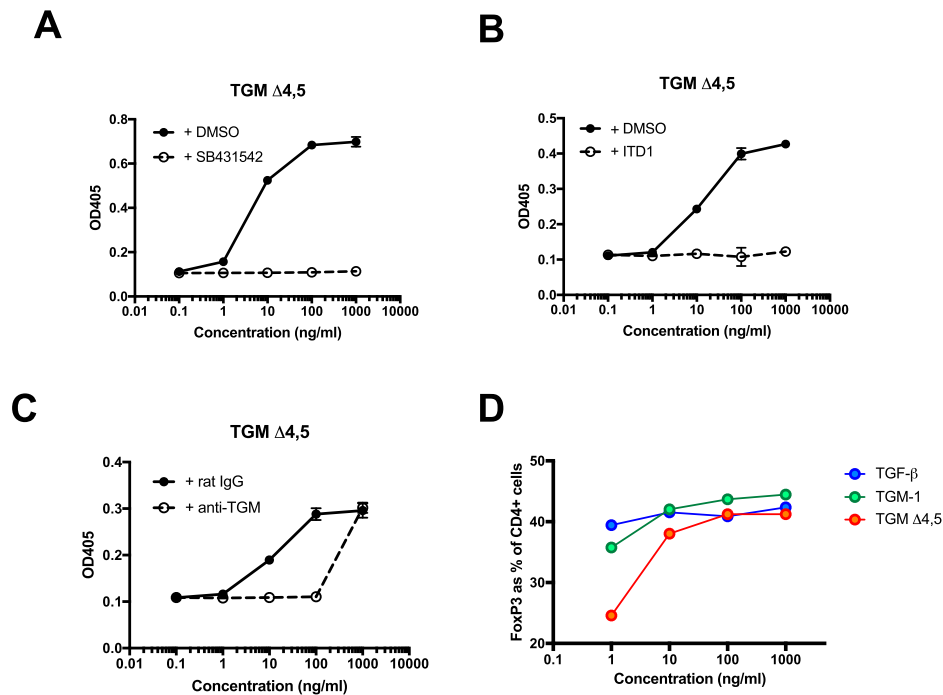 A
TGM Δ4,5
+ DMSO
+ SB431542
OD405
0.8
0.6
0.4
0.2
0.0
0.01 0.1 1 10 100 1000 10000
Concentration (ng/ml)
B
TGM Δ4,5
+ DMSO
+ ITD1
OD405
0.5
0.4
0.3
0.2
0.1
0.0
0.01 0.1 1 10 100 1000 10000
Concentration (ng/ml)
C
TGM Δ4,5
+ rat IgG
+ anti-TGM
OD405
0.4
0.3
0.2
0.1
0.0
0.01 0.1 1 10 100 1000 10000
Concentration (ng/ml)
D
FoxP3 as % of CD4+ cells
50
40
30
20
0.1 1 10 100 1000
Concentration (ng/ml)
TGF-β
TGM-1
TGM Δ4,5